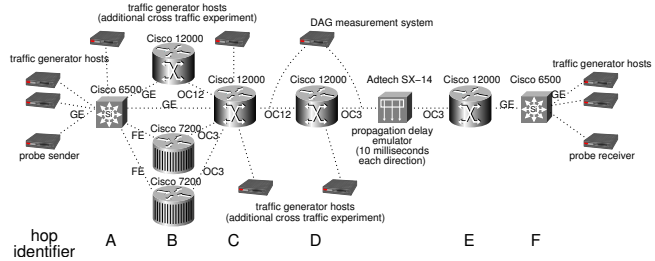 traffic generator hosts
(additional cross traffic experiment)
DAG measurement system
traffic generator hosts
Cisco 12000
Cisco 6500
Cisco 12000
Cisco 12000
Adtech SX-14
Cisco 12000
Cisco 6500
traffic generator hosts
GE
OC12
GE
GE
Si
GE
OC12
OC3
OC3
GE
Si
GE
Cisco 7200
FE
OC3
propagation delay
emulator
(10 milliseconds
each direction)
probe sender
probe receiver
FE
Cisco 7200
OC3
traffic generator hosts
(additional cross traffic experiment)
hop
identifier
A
B
C
D
E
F